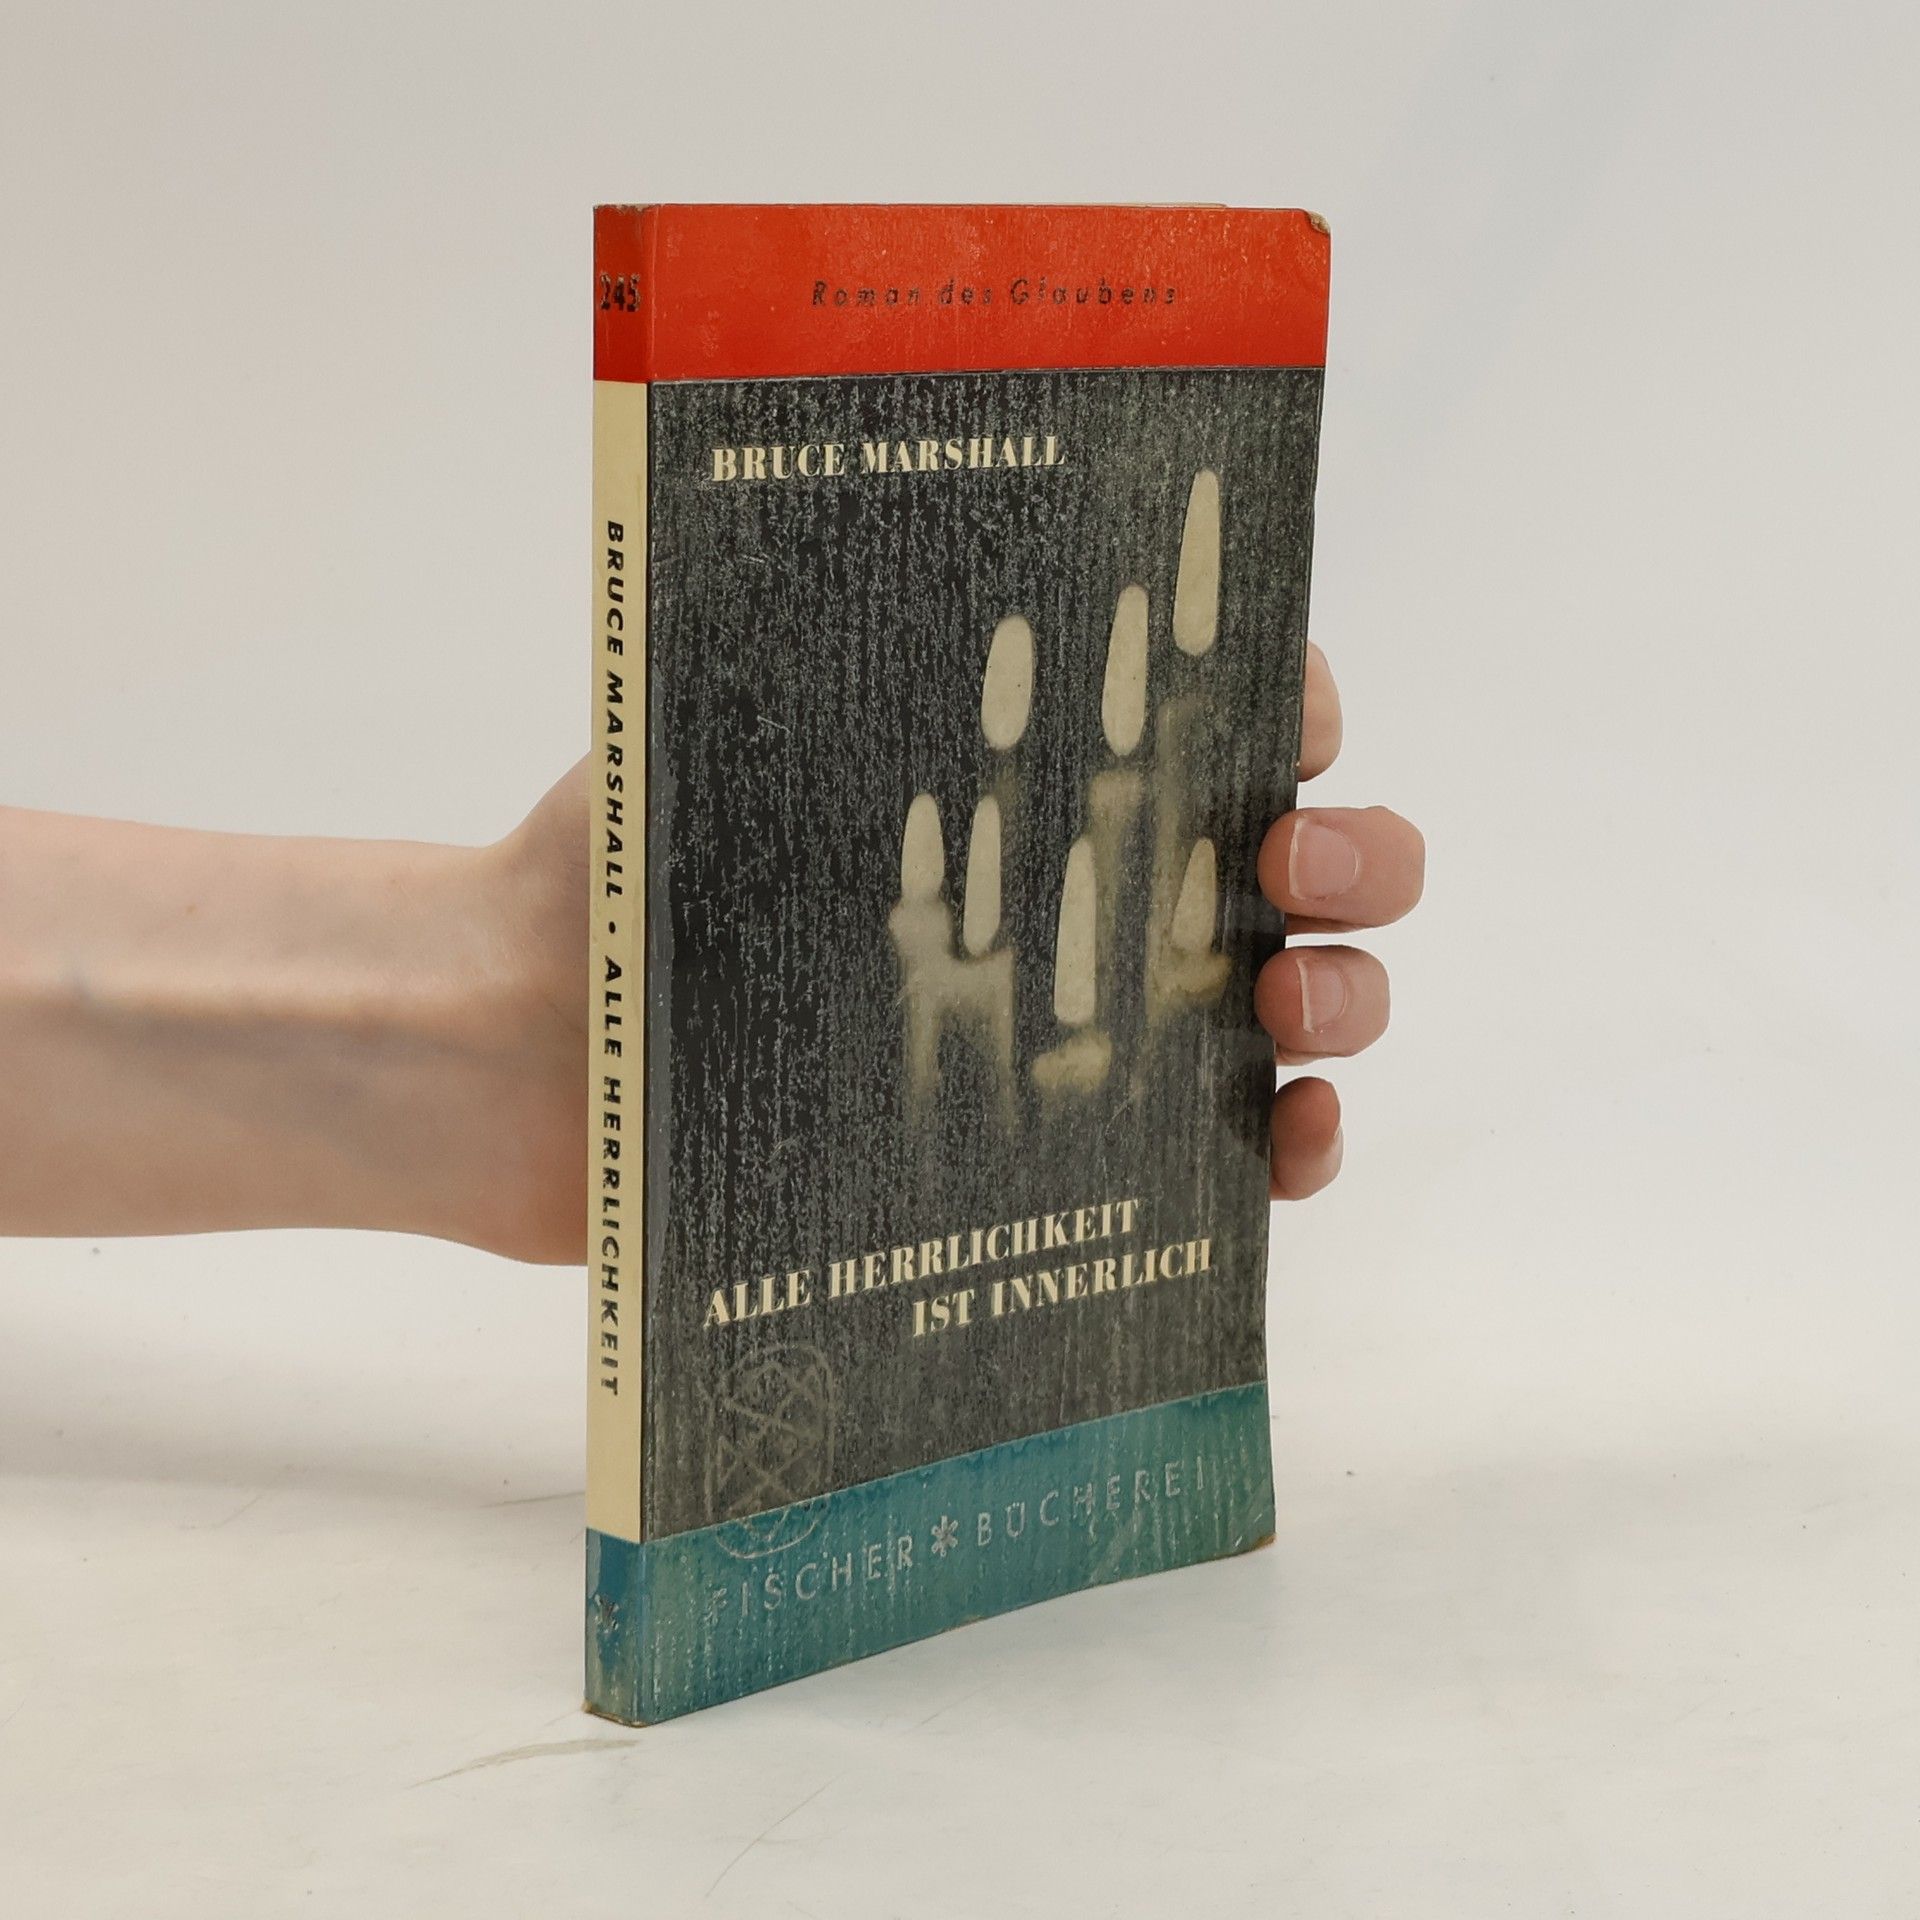 245
BRUCE MARSHALL • ALLE HERRLICHKEIT
Roman des Glaubens
BRUCE MARSHALL
ALLE HERRLICHKEIT
IST INNERLICH
FISCHER * BÜCHEREI